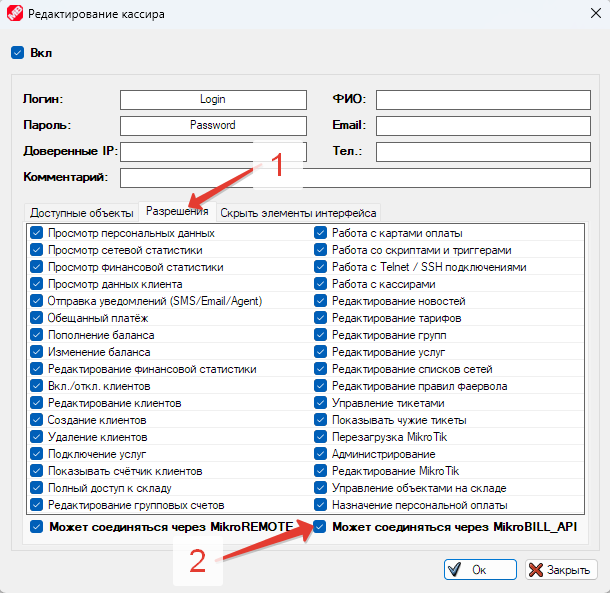 Редактирование кассира
Вкл
Логин: Login ФИО:
Пароль: Password Email:
Доверенные IP: Тел.:
Комментарий:
1
Доступные объекты Разрешения Скрыть элементы интерфейса
Просмотр персональных данных Работа с картами оплаты
Просмотр сетевой статистики Работа со скриптами и триггерами
Просмотр финансовой статистики Работа с Telnet / SSH подключениями
Просмотр данных клиента Работа с кассирами
Отправка уведомлений (SMS/Email/Agent) Редактирование новостей
Обещанный платёж Редактирование тарифов
Пополнение баланса Редактирование групп
Изменение баланса Редактирование услуг
Редактирование финансовой статистики Редактирование списков сетей
Вкл./откл. клиентов Редактирование правил фаервола
Редактирование клиентов Управление тикетами
Создание клиентов Показывать чужие тикеты
Удаление клиентов Перезагрузка MikroTik
Подключение услуг Администрирование
Показывать счётчик клиентов Редактирование MikroTik
Полный доступ к складу Управление объектами на складе
Редактирование групповых счетов Назначение персональной оплаты
Может соединяться через MikroREMOTE Может соединяться через MikroBILL_API
2
Ок Закрыть